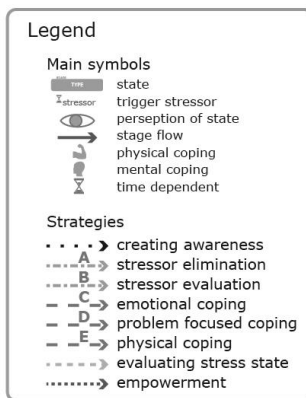 Legend
Main symbols
TYPE state
stressor trigger stressor
perseption of state
stage flow
physical coping
mental coping
time dependent
Strategies
creating awareness
A stressor elimination
B stressor evaluation
C emotional coping
D problem focused coping
E physical coping
evaluating stress state
empowerment